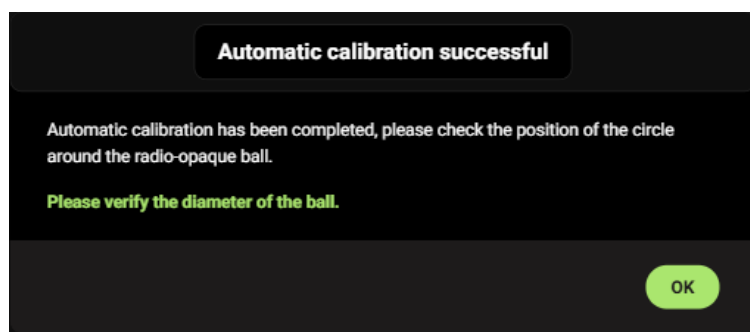 Automatic calibration successful
Automatic calibration has been completed, please check the position of the circle
around the radio-opaque ball.
Please verify the diameter of the ball.
OK